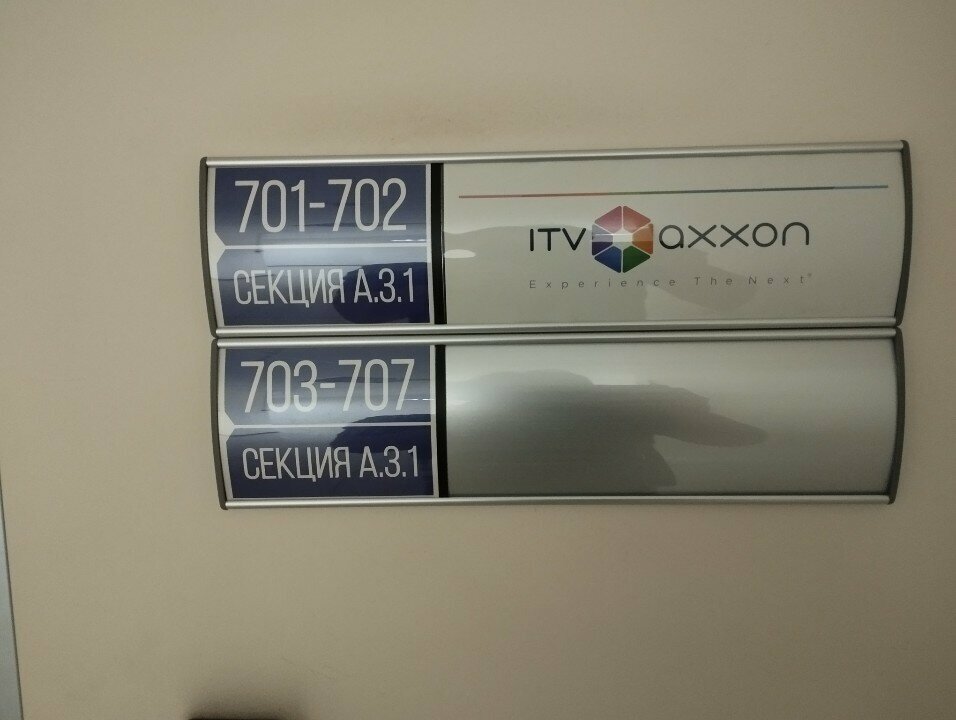 701-702
СЕКЦИЯ А.3.1
ITV axxon
Experience The Next®
703-707
СЕКЦИЯ А.3.1